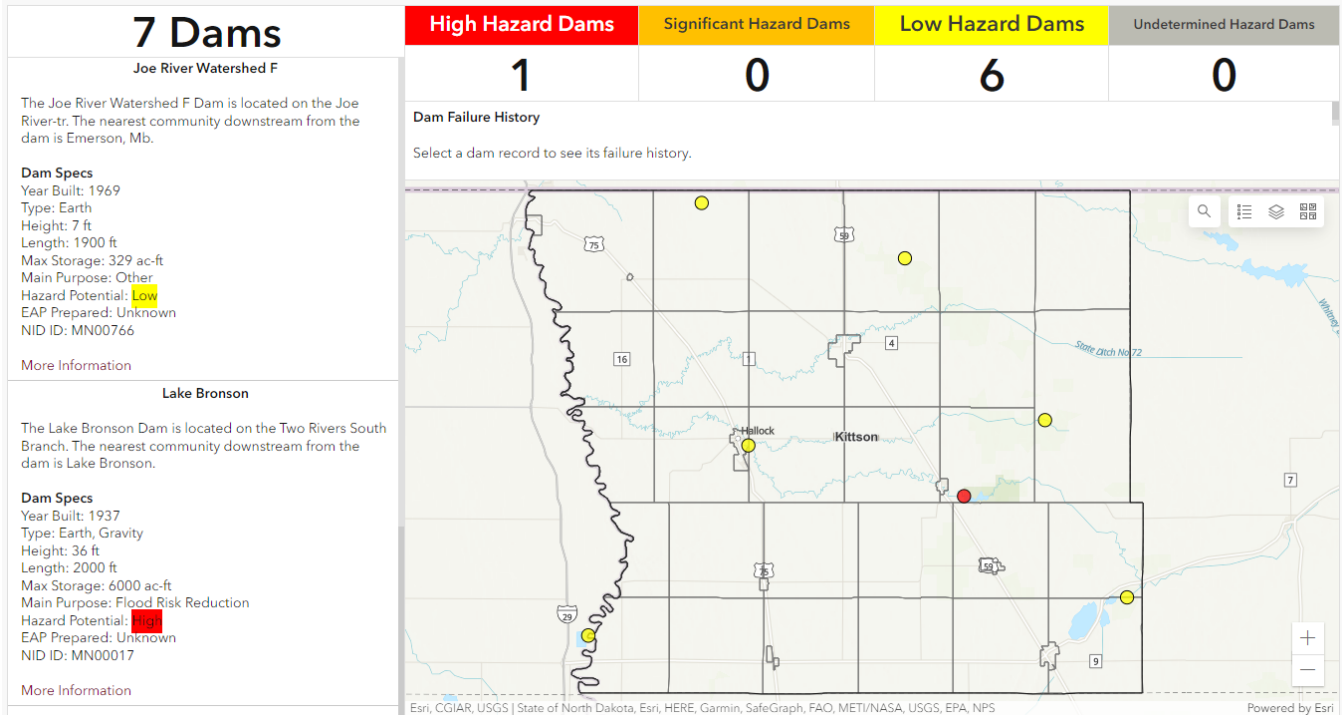 7 Dams
Joe River Watershed F
The Joe River Watershed F Dam is located on the Joe
River-tr. The nearest community downstream from the
dam is Emerson, Mb.
Dam Specs
Year Built: 1969
Type: Earth
Height: 7 ft
Length: 1900 ft
Max Storage: 329 ac-ft
Main Purpose: Other
Hazard Potential: Low
EAP Prepared: Unknown
NID ID: MN00766
More Information
Lake Bronson
The Lake Bronson Dam is located on the Two Rivers South
Branch. The nearest community downstream from the
dam is Lake Bronson.
Dam Specs
Year Built: 1937
Type: Earth, Gravity
Height: 36 ft
Length: 2000 ft
Max Storage: 6000 ac-ft
Main Purpose: Flood Risk Reduction
Hazard Potential: High
EAP Prepared: Unknown
NID ID: MN00017
More Information
High Hazard Dams
1
Significant Hazard Dams
0
Low Hazard Dams
6
Undetermined Hazard Dams
0
Dam Failure History
Select a dam record to see its failure history.
59
75
Whitney
16
1
4
State Ditch No 72
Hallock
Kittson
7
75
59
29
9
Esri, CGIAR, USGS | State of North Dakota, Esri, HERE, Garmin, SafeGraph, FAO, METI/NASA, USGS, EPA, NPS
Powered by Esri